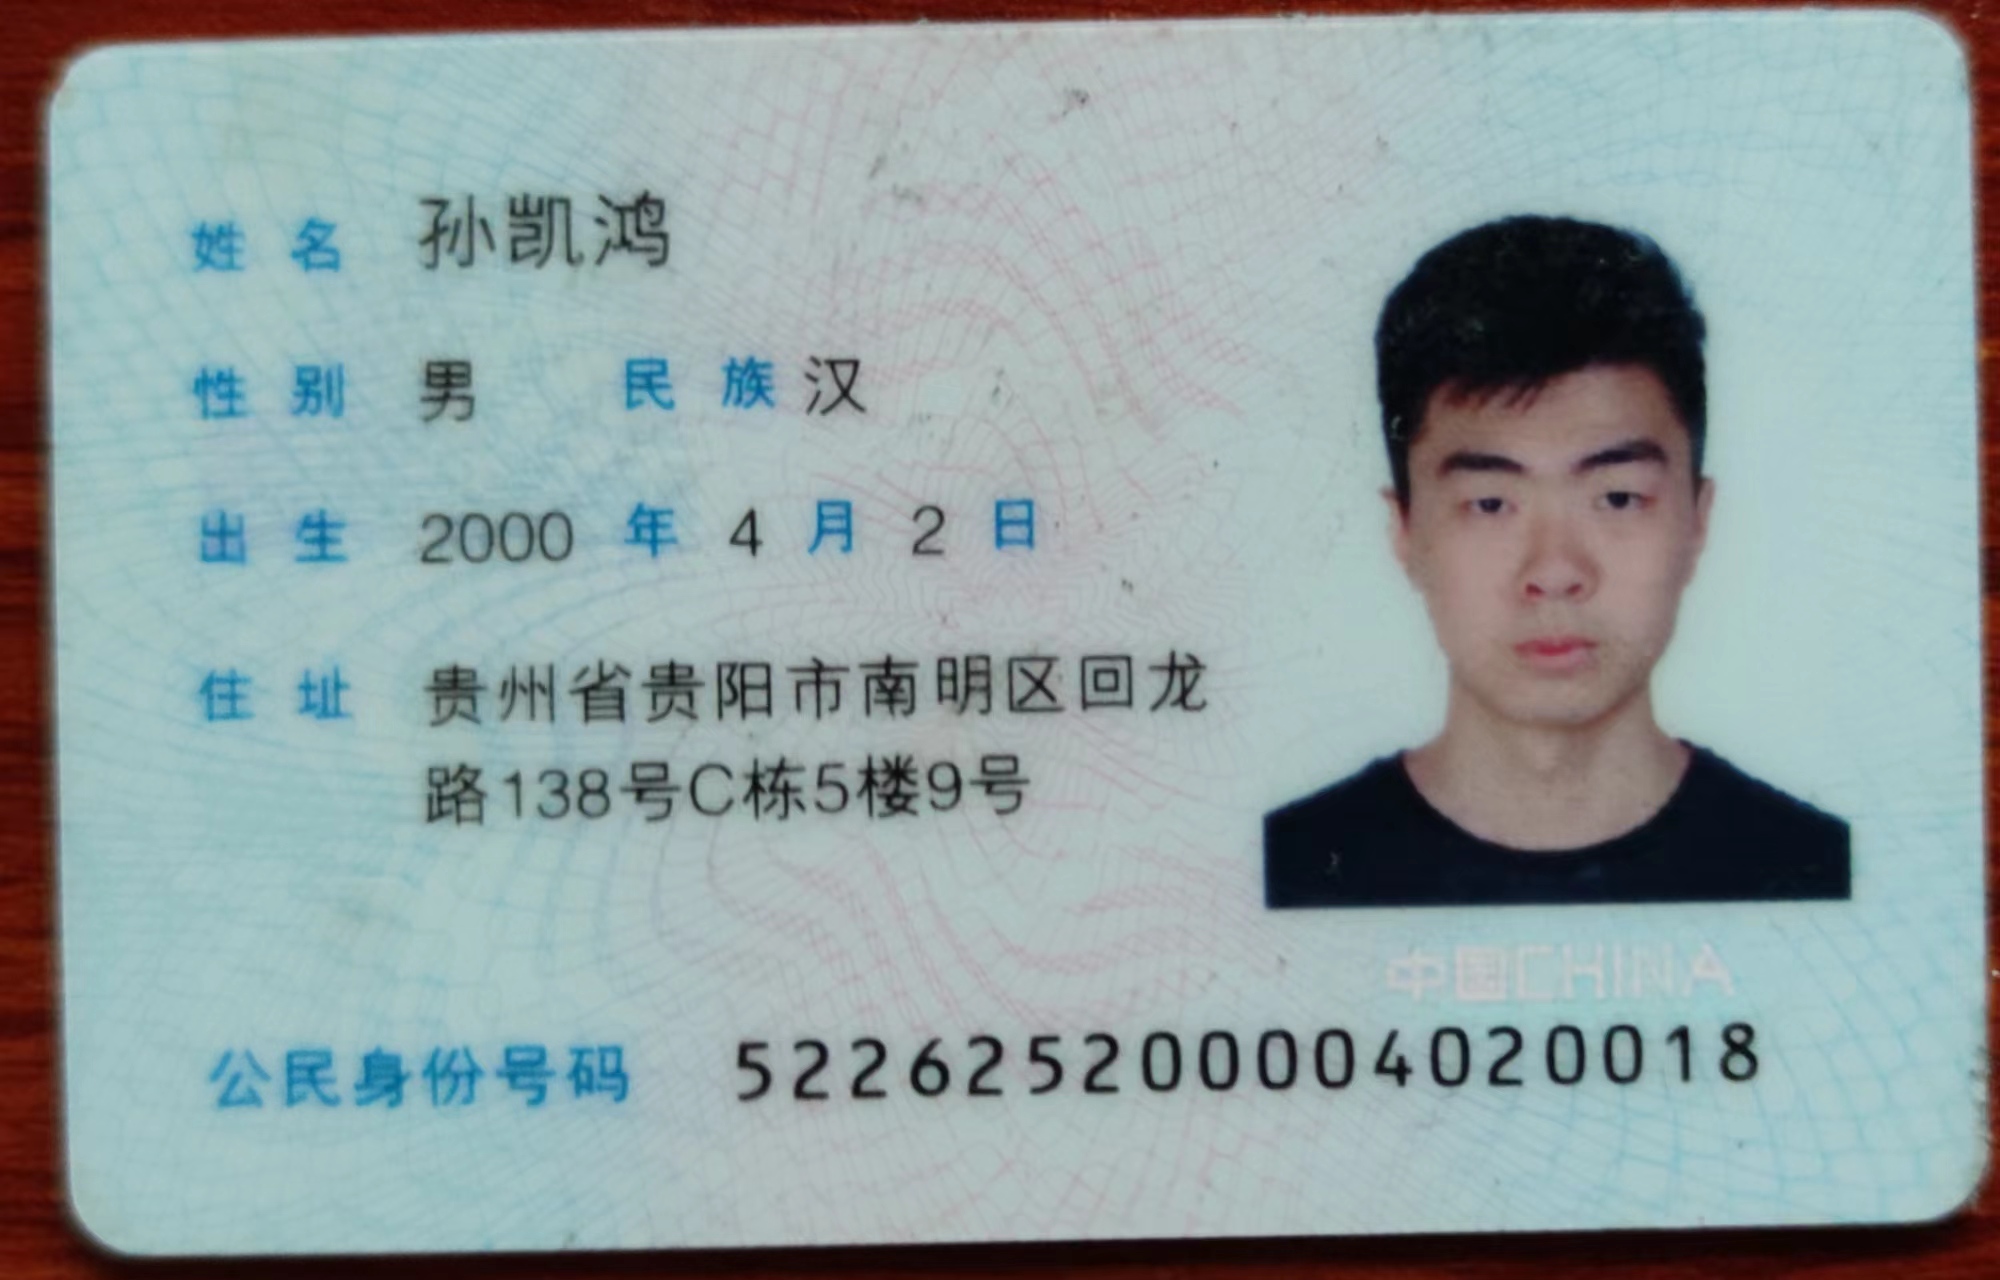 姓名 孙凯鸿
性别 男 民族 汉
出生 2000 年 4 月 2 日
住址 贵州省贵阳市南明区回龙
路138号C栋5楼9号
中国CHINA
公民身份号码 522625200004020018